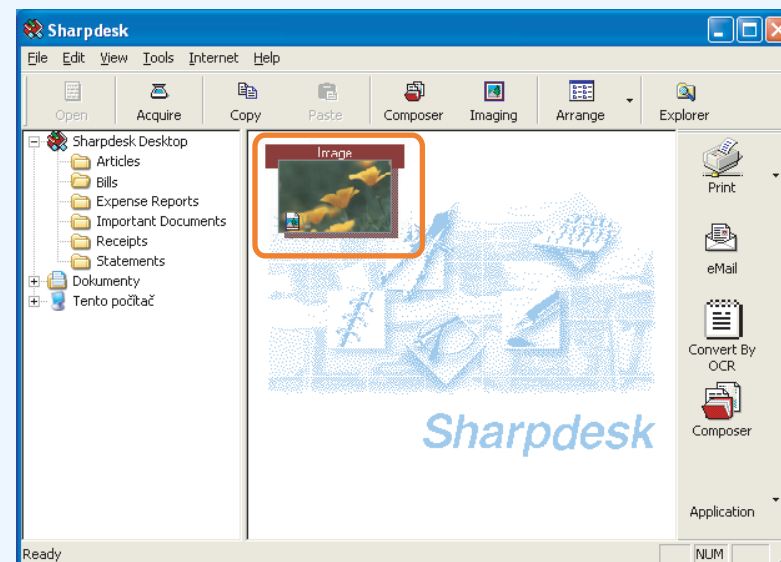 Sharpdesk
File Edit View Tools Internet Help
Open Acquire Copy Paste Composer Imaging Arrange Explorer
Sharpdesk Desktop
Articles
Bills
Expense Reports
Important Documents
Receipts
Statements
Dokumenty
Tento počítač
Image
Sharpdesk
Print
eMail
Convert By
OCR
Composer
Application
Ready NUM